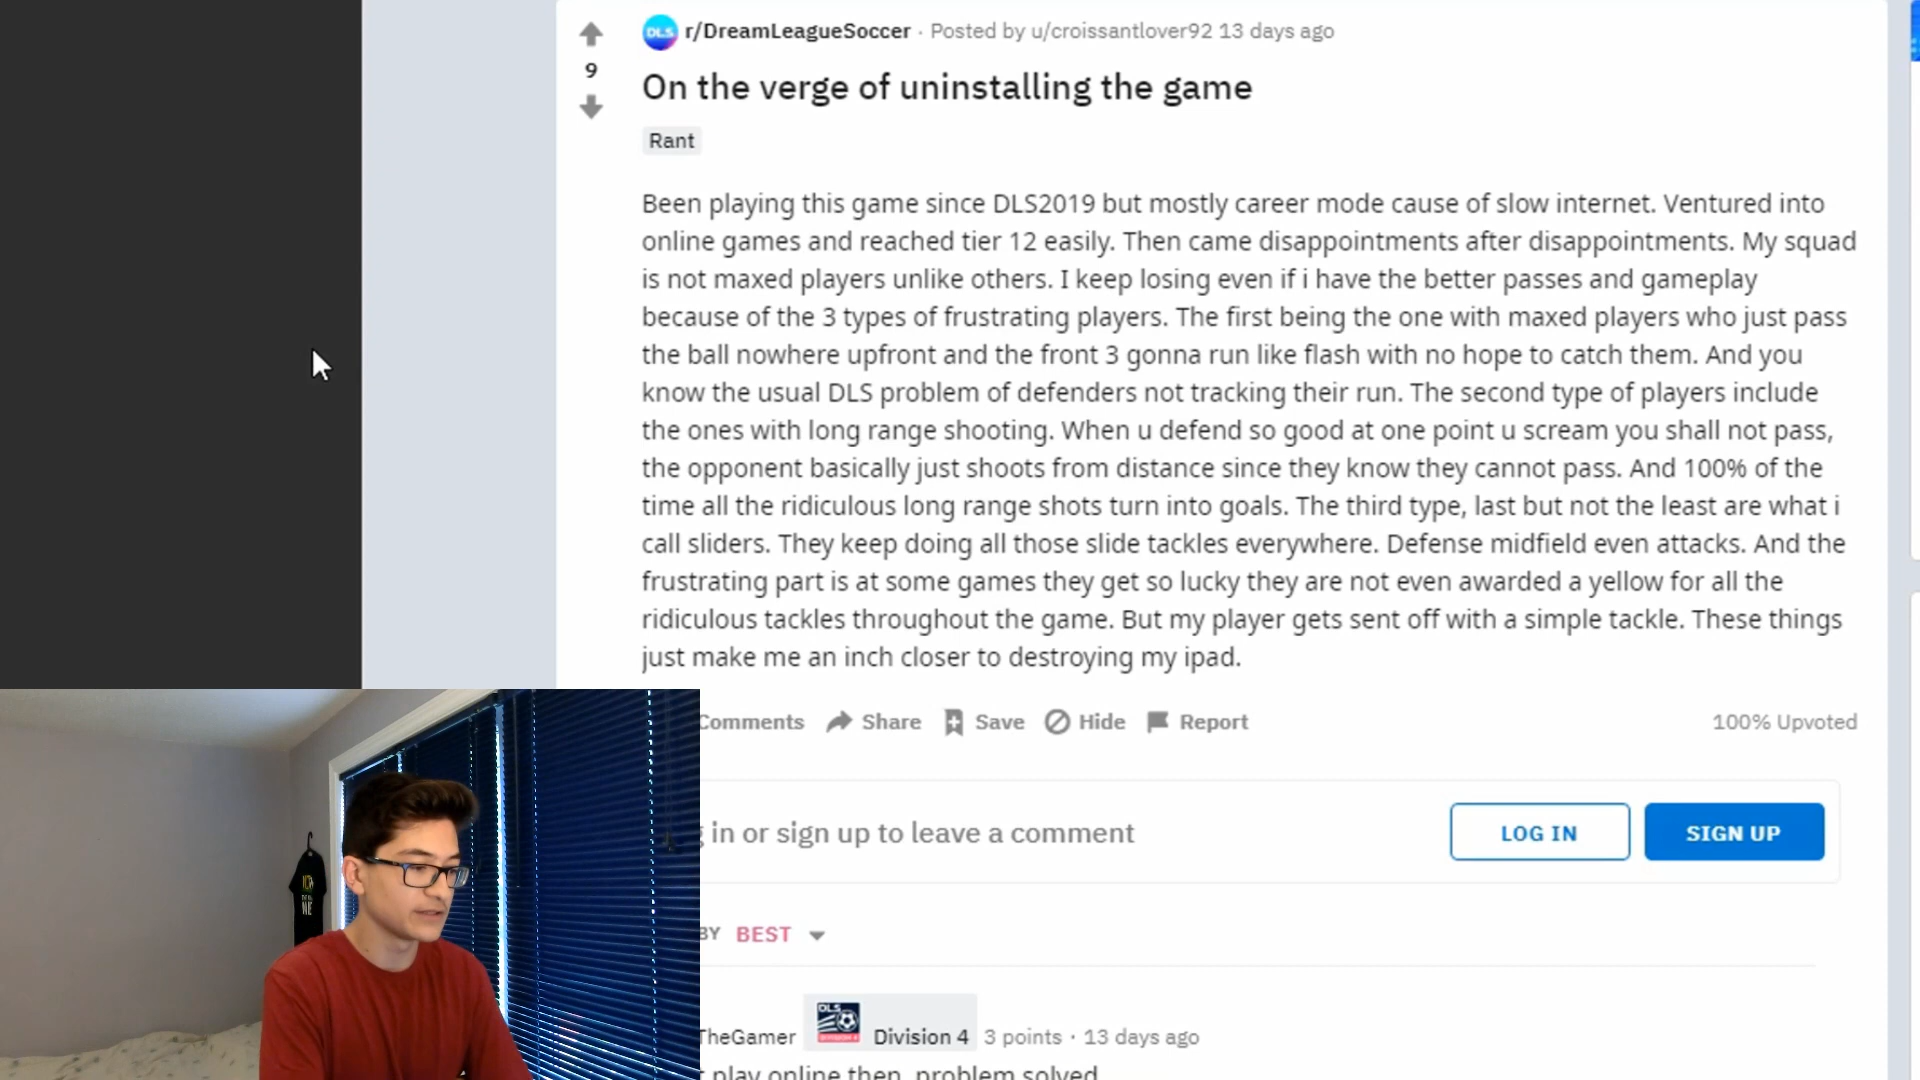 r/DreamLeagueSoccer · Posted by u/croissantlover92 13 days ago
9
On the verge of uninstalling the game
Rant
Been playing this game since DLS2019 but mostly career mode cause of slow internet. Ventured into
online games and reached tier 12 easily. Then came disappointments after disappointments. My squad
is not maxed players unlike others. I keep losing even if i have the better passes and gameplay
because of the 3 types of frustrating players. The first being the one with maxed players who just pass
the ball nowhere upfront and the front 3 gonna run like flash with no hope to catch them. And you
know the usual DLS problem of defenders not tracking their run. The second type of players include
the ones with long range shooting. When u defend so good at one point u scream you shall not pass,
the opponent basically just shoots from distance since they know they cannot pass. And 100% of the
time all the ridiculous long range shots turn into goals. The third type, last but not the least are what i
call sliders. They keep doing all those slide tackles everywhere. Defense midfield even attacks. And the
frustrating part is at some games they get so lucky they are not even awarded a yellow for all the
ridiculous tackles throughout the game. But my player gets sent off with a simple tackle. These things
just make me an inch closer to destroying my ipad.
Comments Share Save Hide Report 100% Upvoted
in or sign up to leave a comment LOG IN SIGN UP
BY BEST
TheGamer DLS Division 4 3 points · 13 days ago
play online then, problem solved